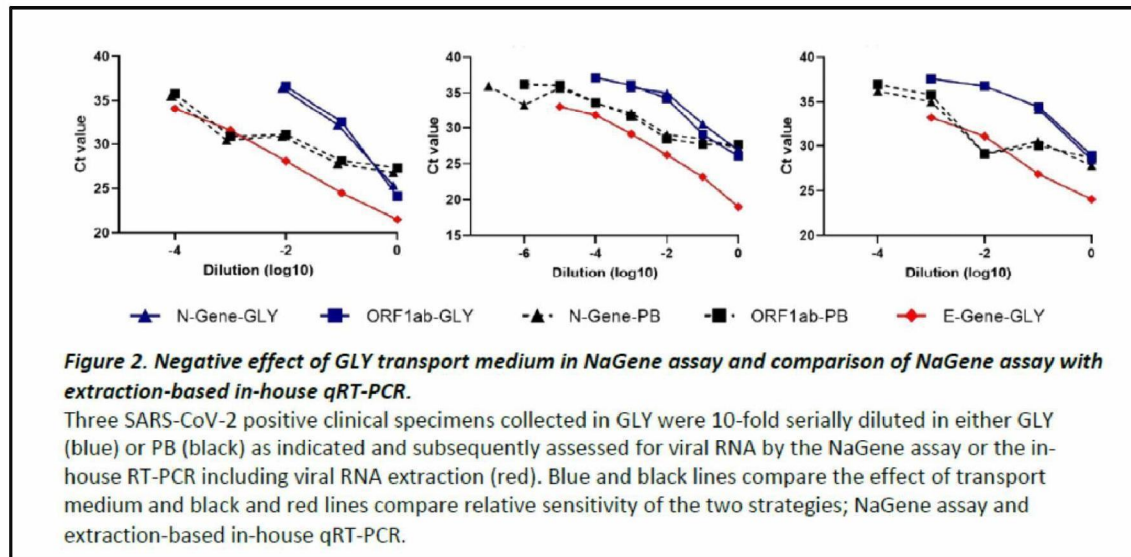 40
35
30
25
20
Ct value
-4
-2
0
Dilution (log10)
40
35
30
25
20
15
Ct value
-6
-4
-2
0
Dilution (log10)
40
35
30
25
20
Ct value
-4
-2
0
Dilution (log10)
N-Gene-GLY
ORF1ab-GLY
N-Gene-PB
ORF1ab-PB
E-Gene-GLY
Figure 2. Negative effect of GLY transport medium in NaGene assay and comparison of NaGene assay with
extraction-based in-house qRT-PCR.
Three SARS-CoV-2 positive clinical specimens collected in GLY were 10-fold serially diluted in either GLY
(blue) or PB (black) as indicated and subsequently assessed for viral RNA by the NaGene assay or the in-
house RT-PCR including viral RNA extraction (red). Blue and black lines compare the effect of transport
medium and black and red lines compare relative sensitivity of the two strategies; NaGene assay and
extraction-based in-house qRT-PCR.